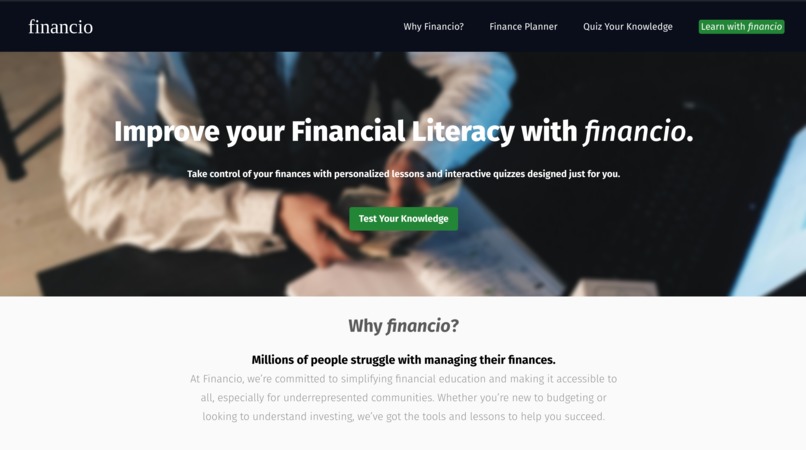 financio
Why Financio?
Finance Planner
Quiz Your Knowledge
Learn with financio
Improve your Financial Literacy with financio.
Take control of your finances with personalized lessons and interactive quizzes designed just for you.
Test Your Knowledge
Why financio?
Millions of people struggle with managing their finances.
At Financio, we're committed to simplifying financial education and making it accessible to
all, especially for underrepresented communities. Whether you're new to budgeting or
looking to understand investing, we've got the tools and lessons to help you succeed.